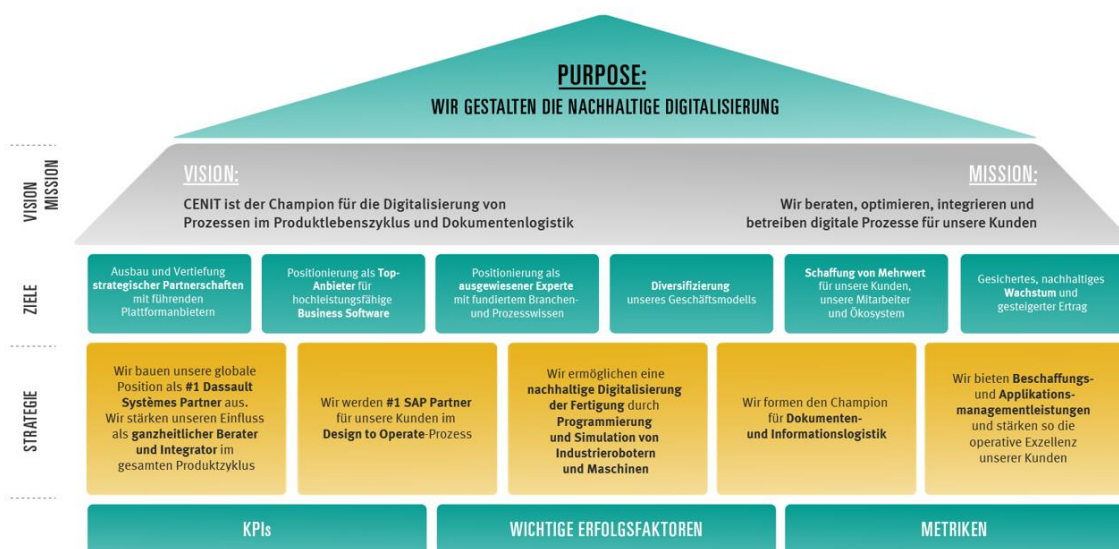 PURPOSE:
WIR GESTALTEN DIE NACHHALTIGE DIGITALISIERUNG
VISION
MISSION
VISION:
CENIT ist der Champion für die Digitalisierung von
Prozessen im Produktlebenszyklus und Dokumentenlogistik
MISSION:
Wir beraten, optimieren, integrieren und
betreiben digitale Prozesse für unsere Kunden
ZIELE
Ausbau und Vertiefung
strategischer Partnerschaften
mit führenden
Plattformanbietern
Positionierung als Top-
Anbieter für
hochleistungsfähige
Business Software
Positionierung als
ausgewiesener Experte
mit fundiertem Branchen-
und Prozesswissen
Diversifizierung
unseres Geschäftsmodells
Schaffung von Mehrwert
für unsere Kunden,
unsere Mitarbeiter
und Ökosystem
Gesichertes, nachhaltiges
Wachstum und
gesteigerter Ertrag
STRATEGIE
Wir bauen unsere globale
Position als #1 Dassault
Systèmes Partner aus.
Wir stärken unseren Einfluss
als ganzheitlicher Berater
und Integrator im
gesamten Produktzyklus
Wir werden #1 SAP Partner
für unsere Kunden im
Design to Operate-Prozess
Wir ermöglichen eine
nachhaltige Digitalisierung
der Fertigung durch
Programmierung
und Simulation von
Industrierobotern
und Maschinen
Wir formen den Champion
für Dokumenten-
und Informationslogistik
Wir bieten Beschaffungs-
und Applikations-
managementleistungen
und stärken so die
operative Exzellenz
unserer Kunden
KPIs
WICHTIGE ERFOLGSFAKTOREN
METRIKEN